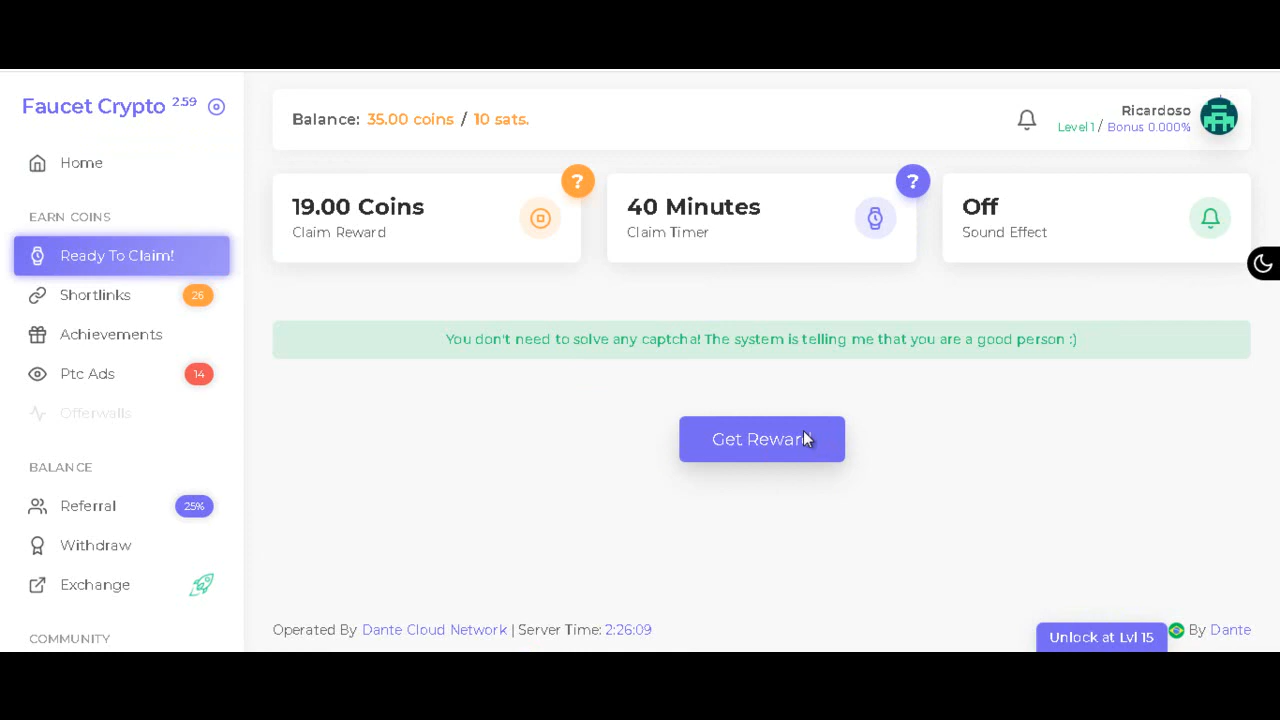 Faucet Crypto 2.59
Home
EARN COINS
Ready To Claim!
Shortlinks 26
Achievements
Ptc Ads 14
Offerwalls
BALANCE
Referral 25%
Withdraw
Exchange
COMMUNITY
Balance: 35.00 coins / 10 sats.
Ricardoso
Level 1 / Bonus 0.000%
19.00 Coins
Claim Reward
?
40 Minutes
Claim Timer
?
Off
Sound Effect
You don't need to solve any captcha! The system is telling me that you are a good person :)
Get Reward
Operated By Dante Cloud Network | Server Time: 2:26:09
Unlock at Lvl 15
By Dante